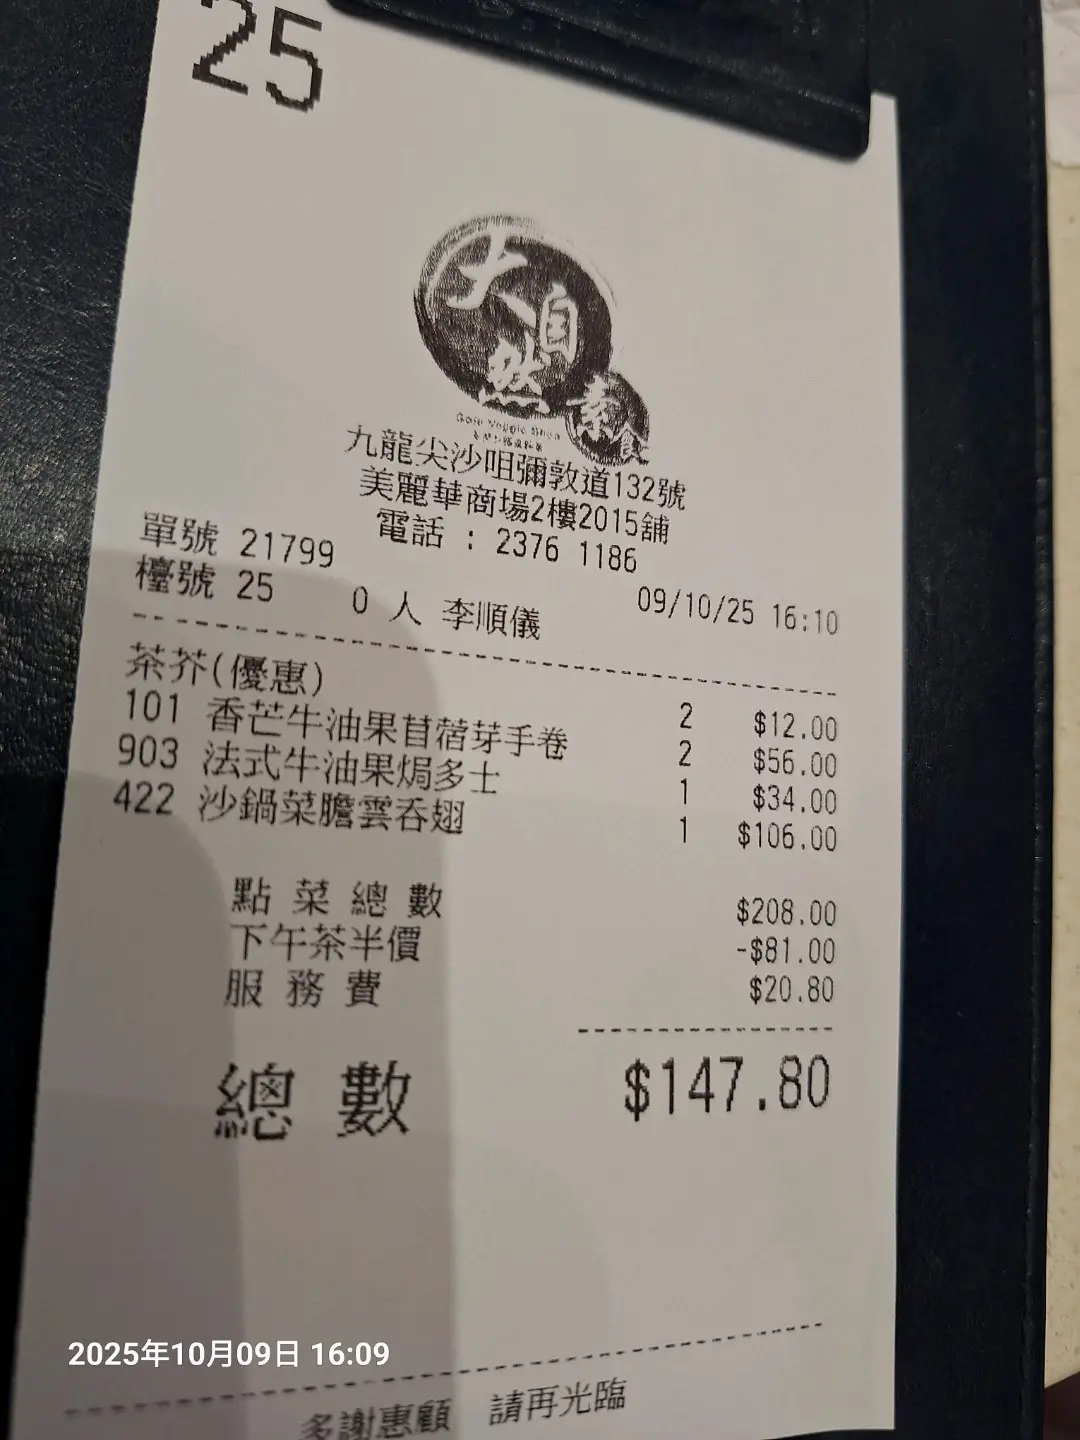 25
大自然
素食
九龍尖沙咀彌敦道132號
美麗華商場2樓2015舖
電話 : 2376 1186
單號 21799
檯號 25 0 人 李順儀 09/10/25 16:10
茶芥(優惠) 2 $12.00
101 香芒牛油果苜蓿芽手卷 2 $56.00
903 法式牛油果焗多士 1 $34.00
422 沙鍋菜膽雲吞翅 1 $106.00
點菜總數 $208.00
下午茶半價 -$81.00
服務費 $20.80
總數 $147.80
2025年10月09日 16:09
多謝惠顧 請再光臨